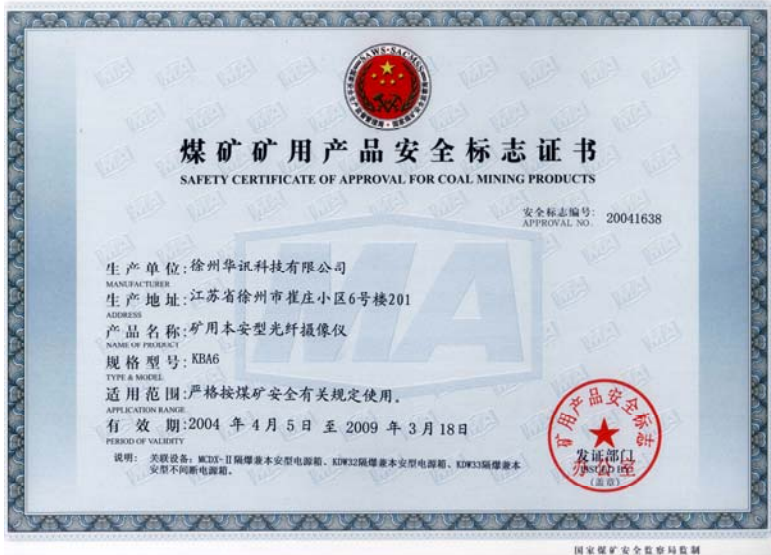 SAWS·SACMSS
煤矿矿用产品安全标志证书
SAFETY CERTIFICATE OF APPROVAL FOR COAL MINING PRODUCTS
安全标志编号:
APPROVAL NO. 20041638
生产单位:徐州华讯科技有限公司
MANUFACTURER
生产地址:江苏省徐州市崔庄小区6号楼201
ADDRESS
产品名称:矿用本安型光纤摄像仪
NAME OF PRODUCT
规格型号:KBA6
TYPE & MODEL
适用范围:严格按煤矿安全有关规定使用。
APPLICATION RANGE
有效期:2004 年 4 月 5 日 至 2009 年 3 月 18 日
PERIOD OF VALIDITY
说明: 关联设备: MCDX-II隔爆兼本安型电源箱、KDW32隔爆兼本安型电源箱、KDW33隔爆兼本
安型不间断电源箱。
MA
矿用产品安全标志
办公室
发证部门
ISSUED BY
(盖章)
国家煤矿安全监察局监制